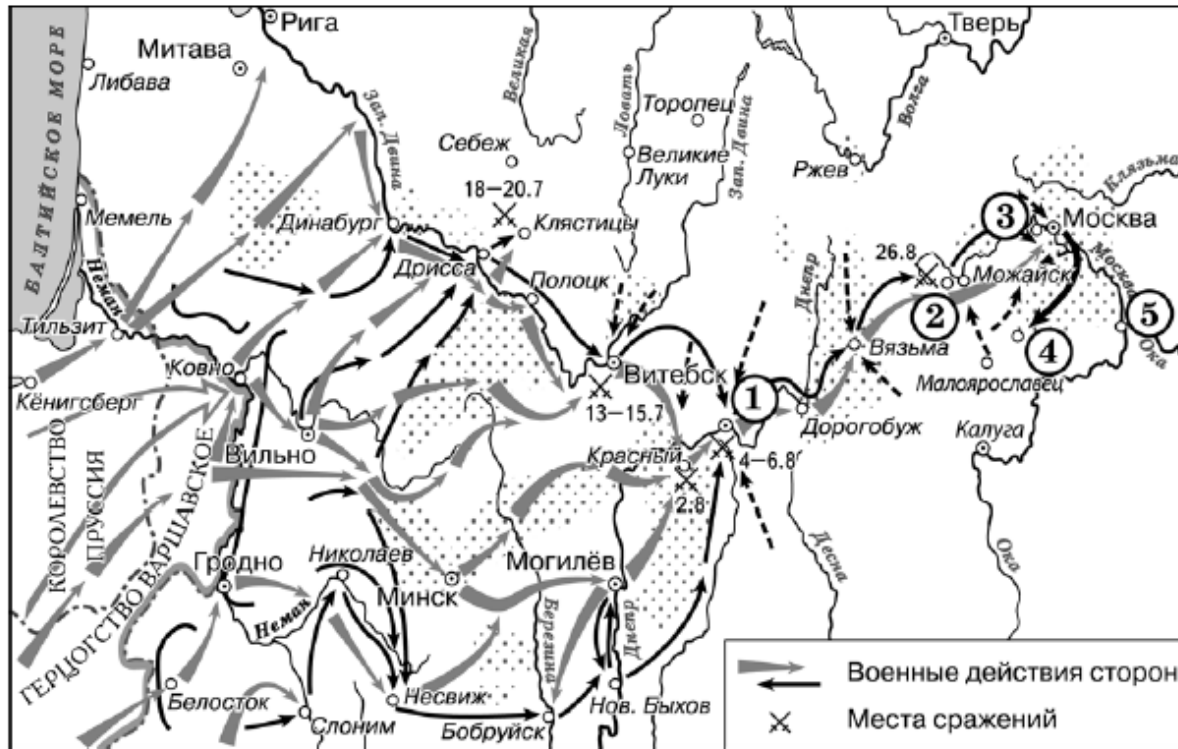 Рига
Тверь
Митава
Либава
БАЛТИЙСКОЕ МОРЕ
Зап. Двина
Великая
Ловать
Торопец
Зап. Двина
Волга
Себеж
Великие
Луки
Ржев
Клязьма
18–20.7
Мемель
Динабург
Клястицы
3
Москва
Неман
Дрисса
Полоцк
Днепр
26.8
Можайск
Москва
2
5
Тильзит
4
Ока
Ковно
Витебск
Вязьма
Кёнигсберг
13–15.7
1
Малоярославец
Дорогобуж
Вильно
Красный
4–6.8
Калуга
2.8
КОРОЛЕВСТВО
ПРУССИЯ
ГЕРЦОГСТВО ВАРШАВСКОЕ
Гродно
Николаев
Минск
Могилёв
Десна
Ока
Неман
Березина
Днепр
Военные действия сторон
Белосток
Несвиж
Нов. Быхов
Слоним
Бобруйск
Места сражений